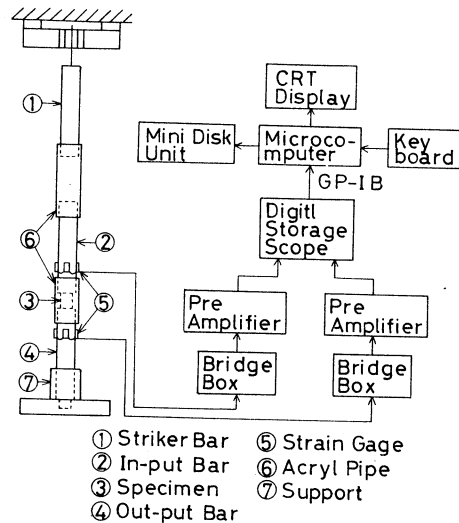 CRT
Display
Mini Disk
Unit
Microco-
mputer
Key
board
GP-IB
Digitl
Storage
Scope
Pre
Amplifier
Pre
Amplifier
Bridge
Box
Bridge
Box
①
⑥
②
③
⑤
④
⑦
① Striker Bar
② In-put Bar
③ Specimen
④ Out-put Bar
⑤ Strain Gage
⑥ Acryl Pipe
⑦ Support